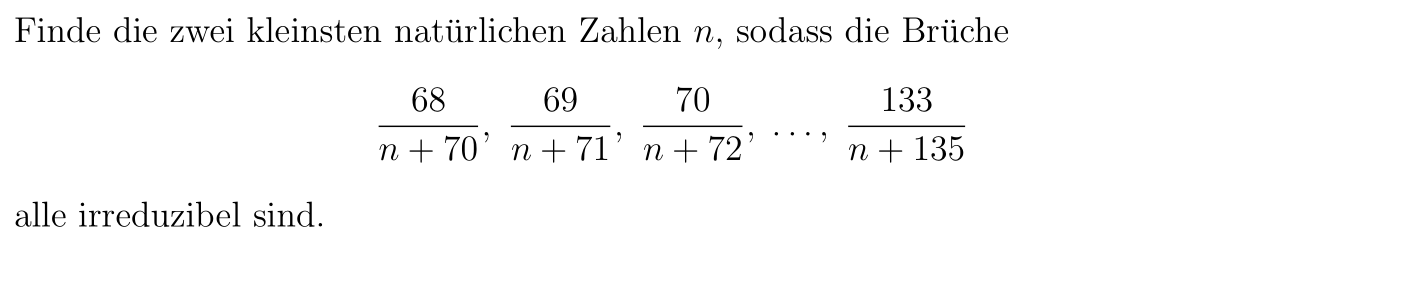 Finde die zwei kleinsten natürlichen Zahlen n, sodass die Brüche
68/(n + 70), 69/(n + 71), 70/(n + 72), ..., 133/(n + 135)
alle irreduzibel sind.